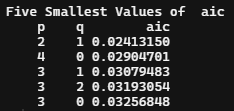 Five Smallest Values of  aic
p q aic
2 1 0.02413150
4 0 0.02904701
3 1 0.03079483
3 2 0.03193054
3 0 0.03256848